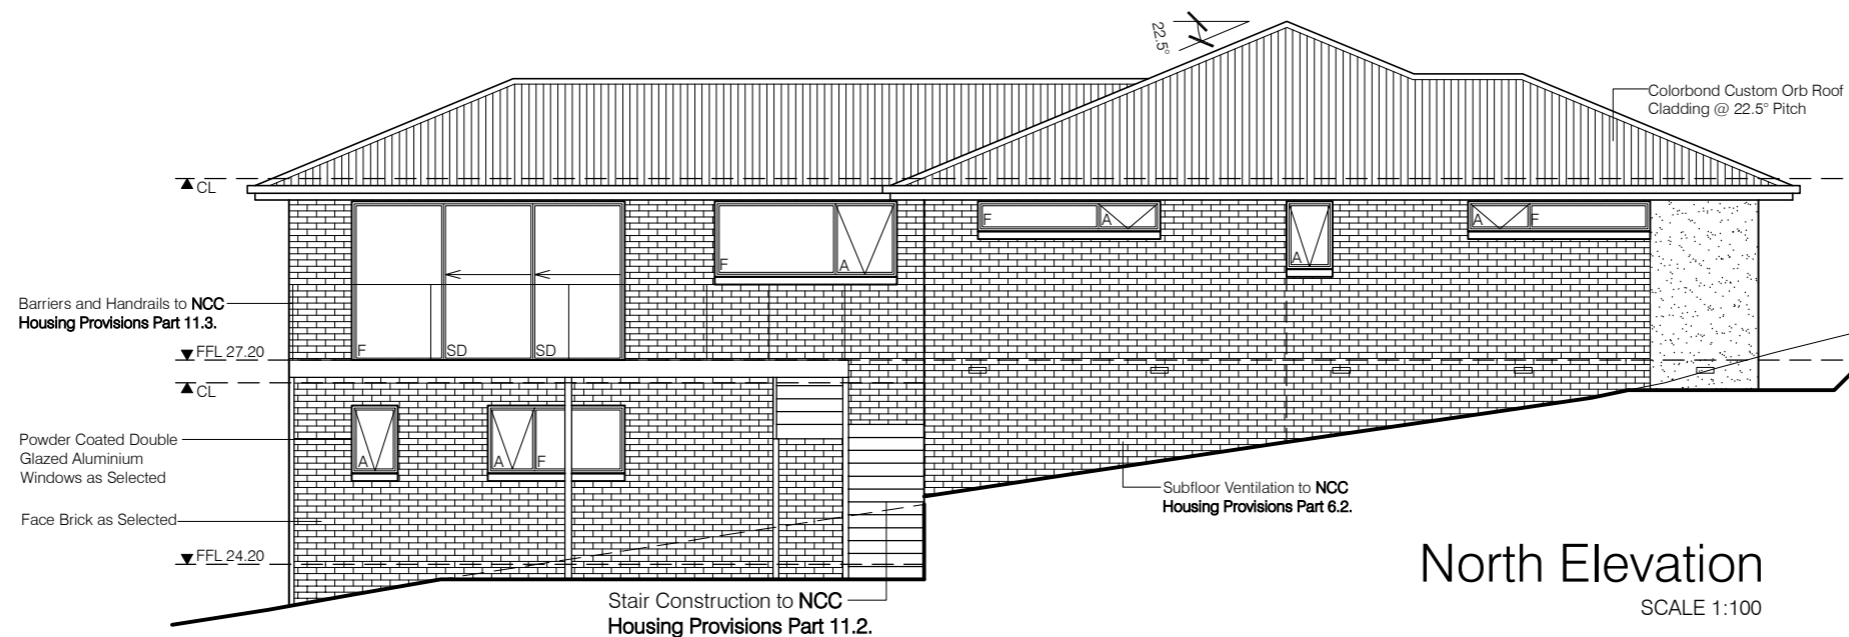 22.5°
Colorbond Custom Orb Roof
Cladding @ 22.5° Pitch
CL
F
A
F
A
A
A
F
Barriers and Handrails to NCC
Housing Provisions Part 11.3.
F
SD
SD
FFL 27.20
CL
Powder Coated Double
Glazed Aluminium
Windows as Selected
A
A
F
Subfloor Ventilation to NCC
Housing Provisions Part 6.2.
Face Brick as Selected
FFL 24.20
Stair Construction to NCC
Housing Provisions Part 11.2.
North Elevation
SCALE 1:100